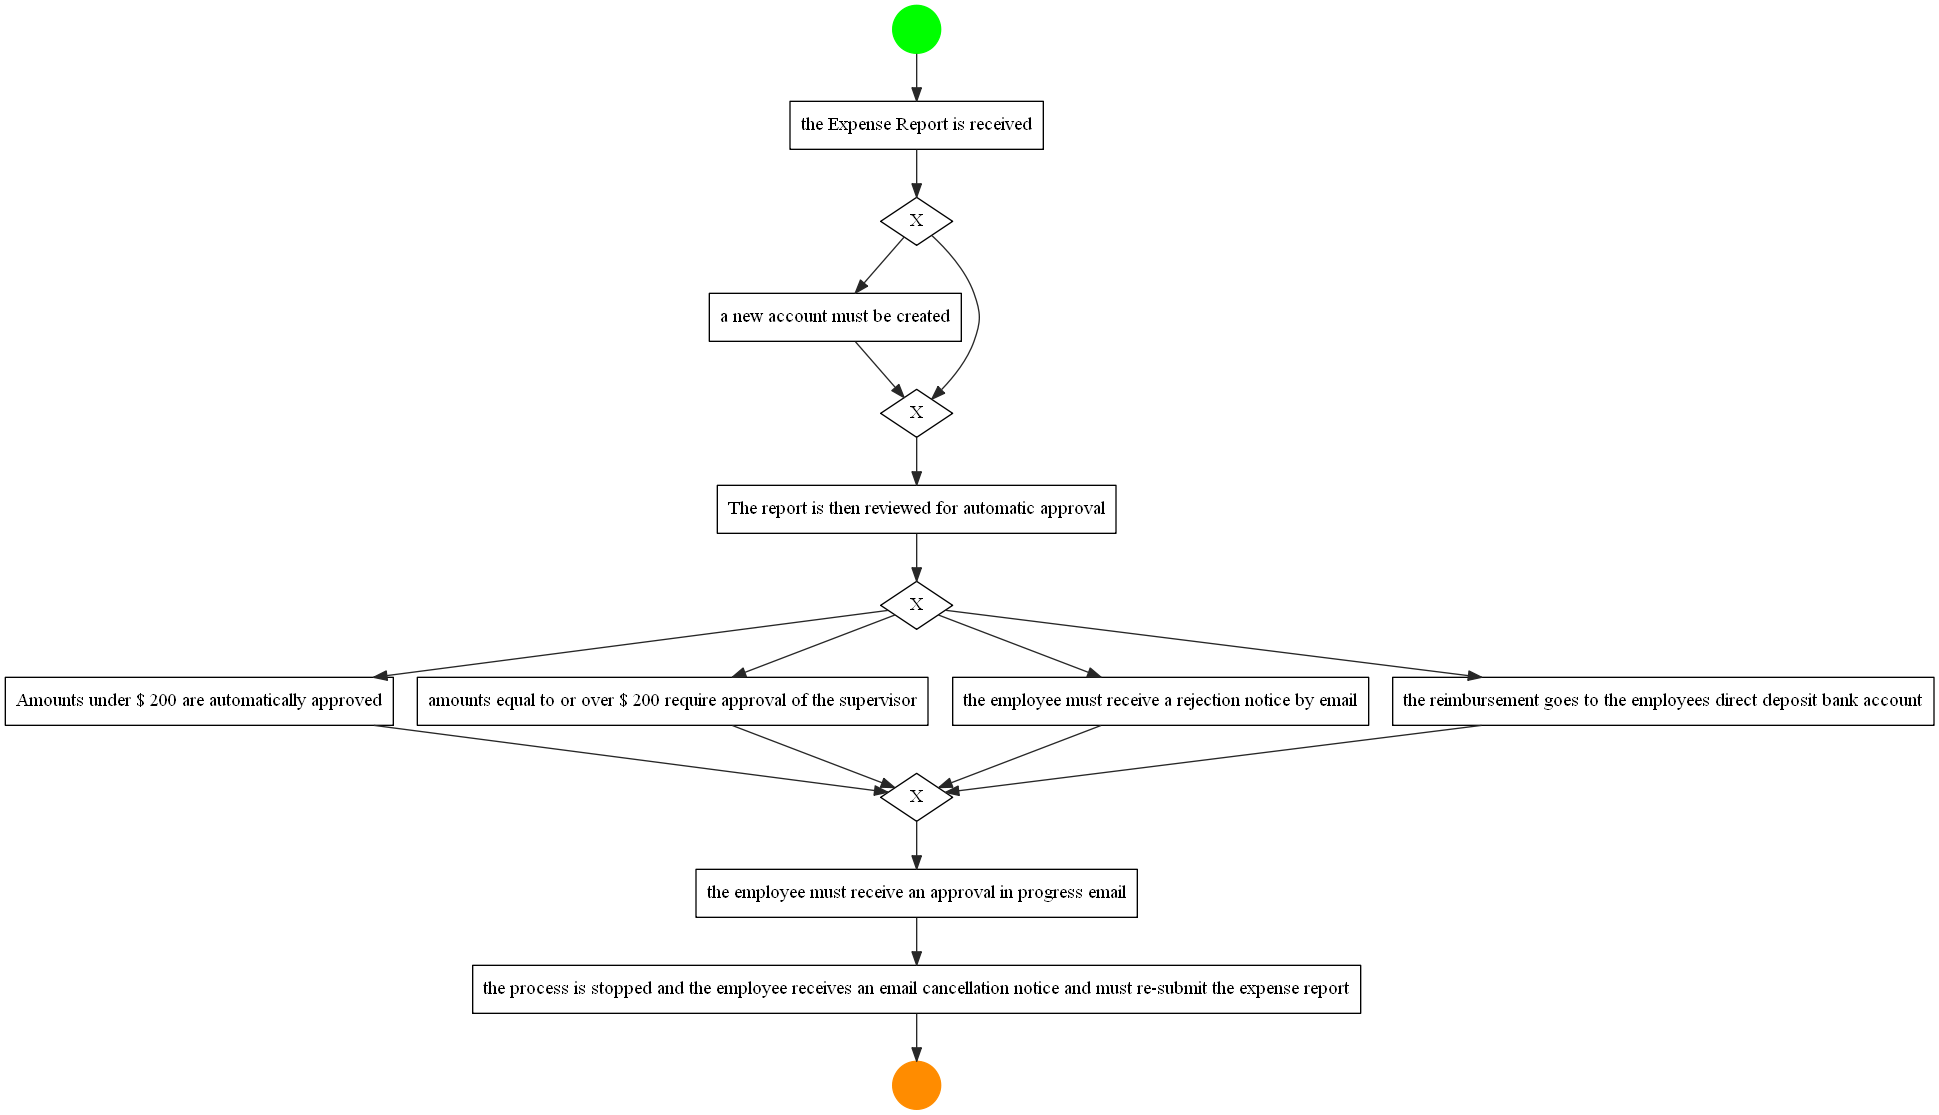 the Expense Report is received
X
a new account must be created
X
The report is then reviewed for automatic approval
X
Amounts under $ 200 are automatically approved
amounts equal to or over $ 200 require approval of the supervisor
the employee must receive a rejection notice by email
the reimbursement goes to the employees direct deposit bank account
X
the employee must receive an approval in progress email
the process is stopped and the employee receives an email cancellation notice and must re-submit the expense report